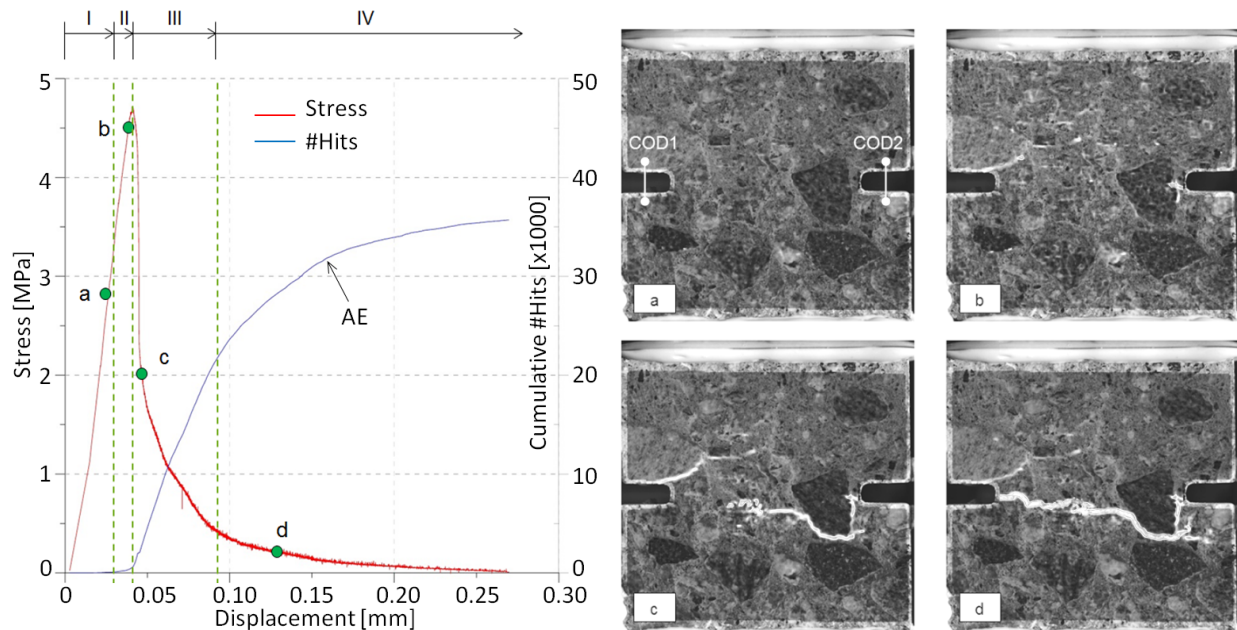 I II III IV
5
4
3
2
1
0
Stress [MPa]
Stress
#Hits
a
b
c
d
AE
50
40
30
20
10
0
Cumulative #Hits [x1000]
0 0.05 0.10 0.15 0.20 0.25 0.30
Displacement [mm]
COD1 COD2
a
b
c
d